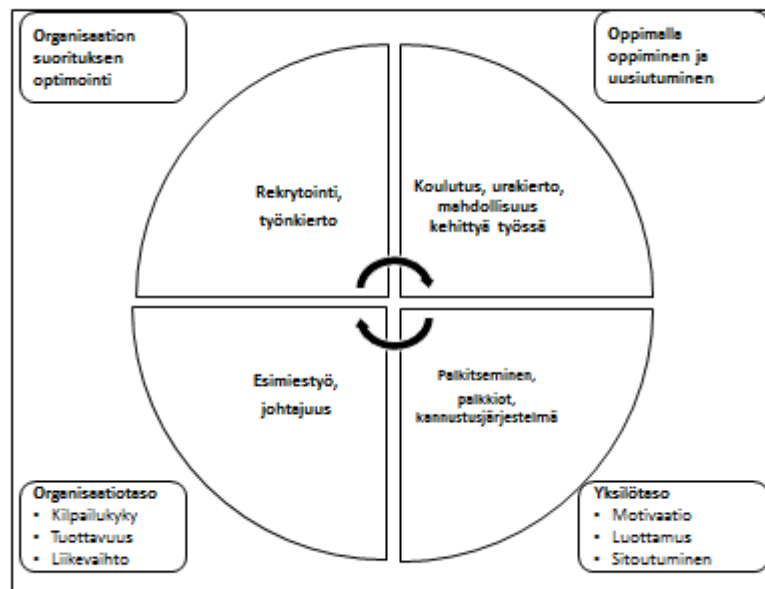 Organisaation
suorituksen
optimointi
Oppimalla
oppiminen ja
uusiutuminen
Rekrytointi,
työnkierto
Koulutus, urakierto,
mahdollisuus
kehittyä työssä
Esimiestyö,
johtajuus
Palkitseminen,
palkkiot,
kannustusjärjestelmä
Organisaatiotaso
• Kilpailukyky
• Tuottavuus
• Liikevaihto
Yksilötaso
• Motivaatio
• Luottamus
• Sitoutuminen